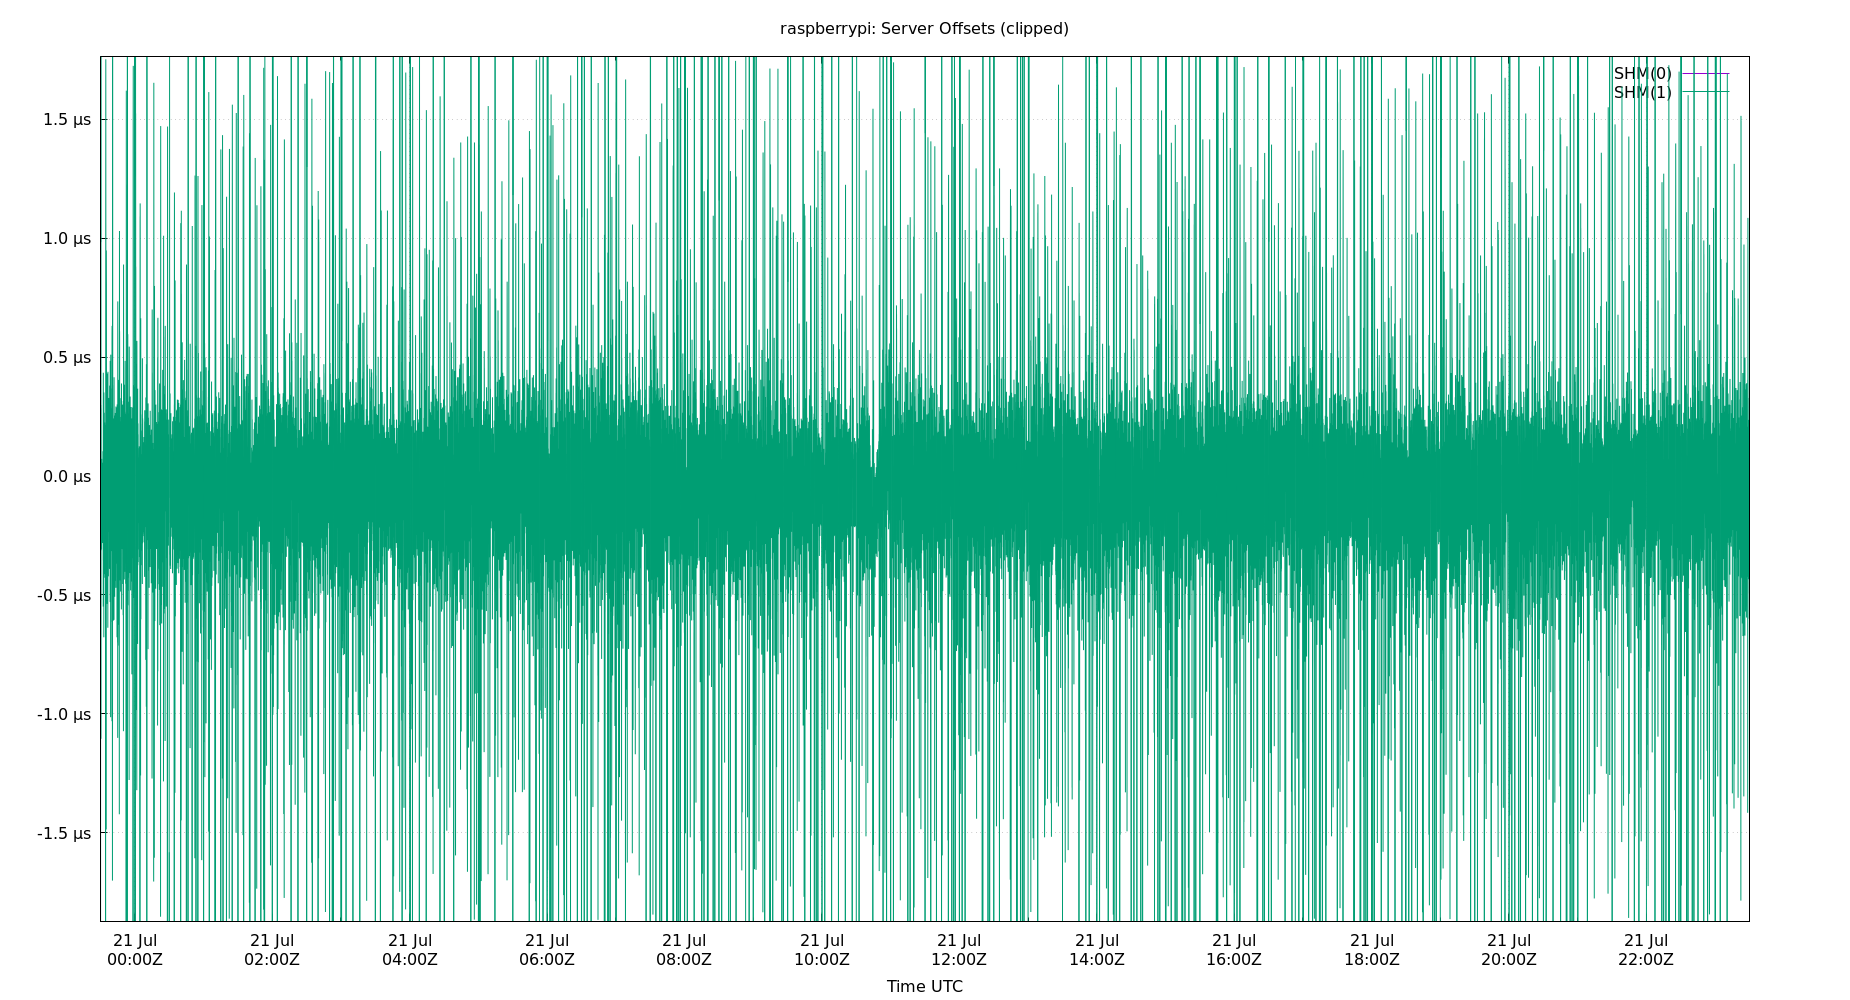 raspberrypi: Server Offsets (clipped)
SHM(0)
SHM(1)
1.5 µs
1.0 µs
0.5 µs
0.0 µs
-0.5 µs
-1.0 µs
-1.5 µs
21 Jul 21 Jul 21 Jul 21 Jul 21 Jul 21 Jul 21 Jul 21 Jul 21 Jul 21 Jul 21 Jul 21 Jul
00:00Z 02:00Z 04:00Z 06:00Z 08:00Z 10:00Z 12:00Z 14:00Z 16:00Z 18:00Z 20:00Z 22:00Z
Time UTC